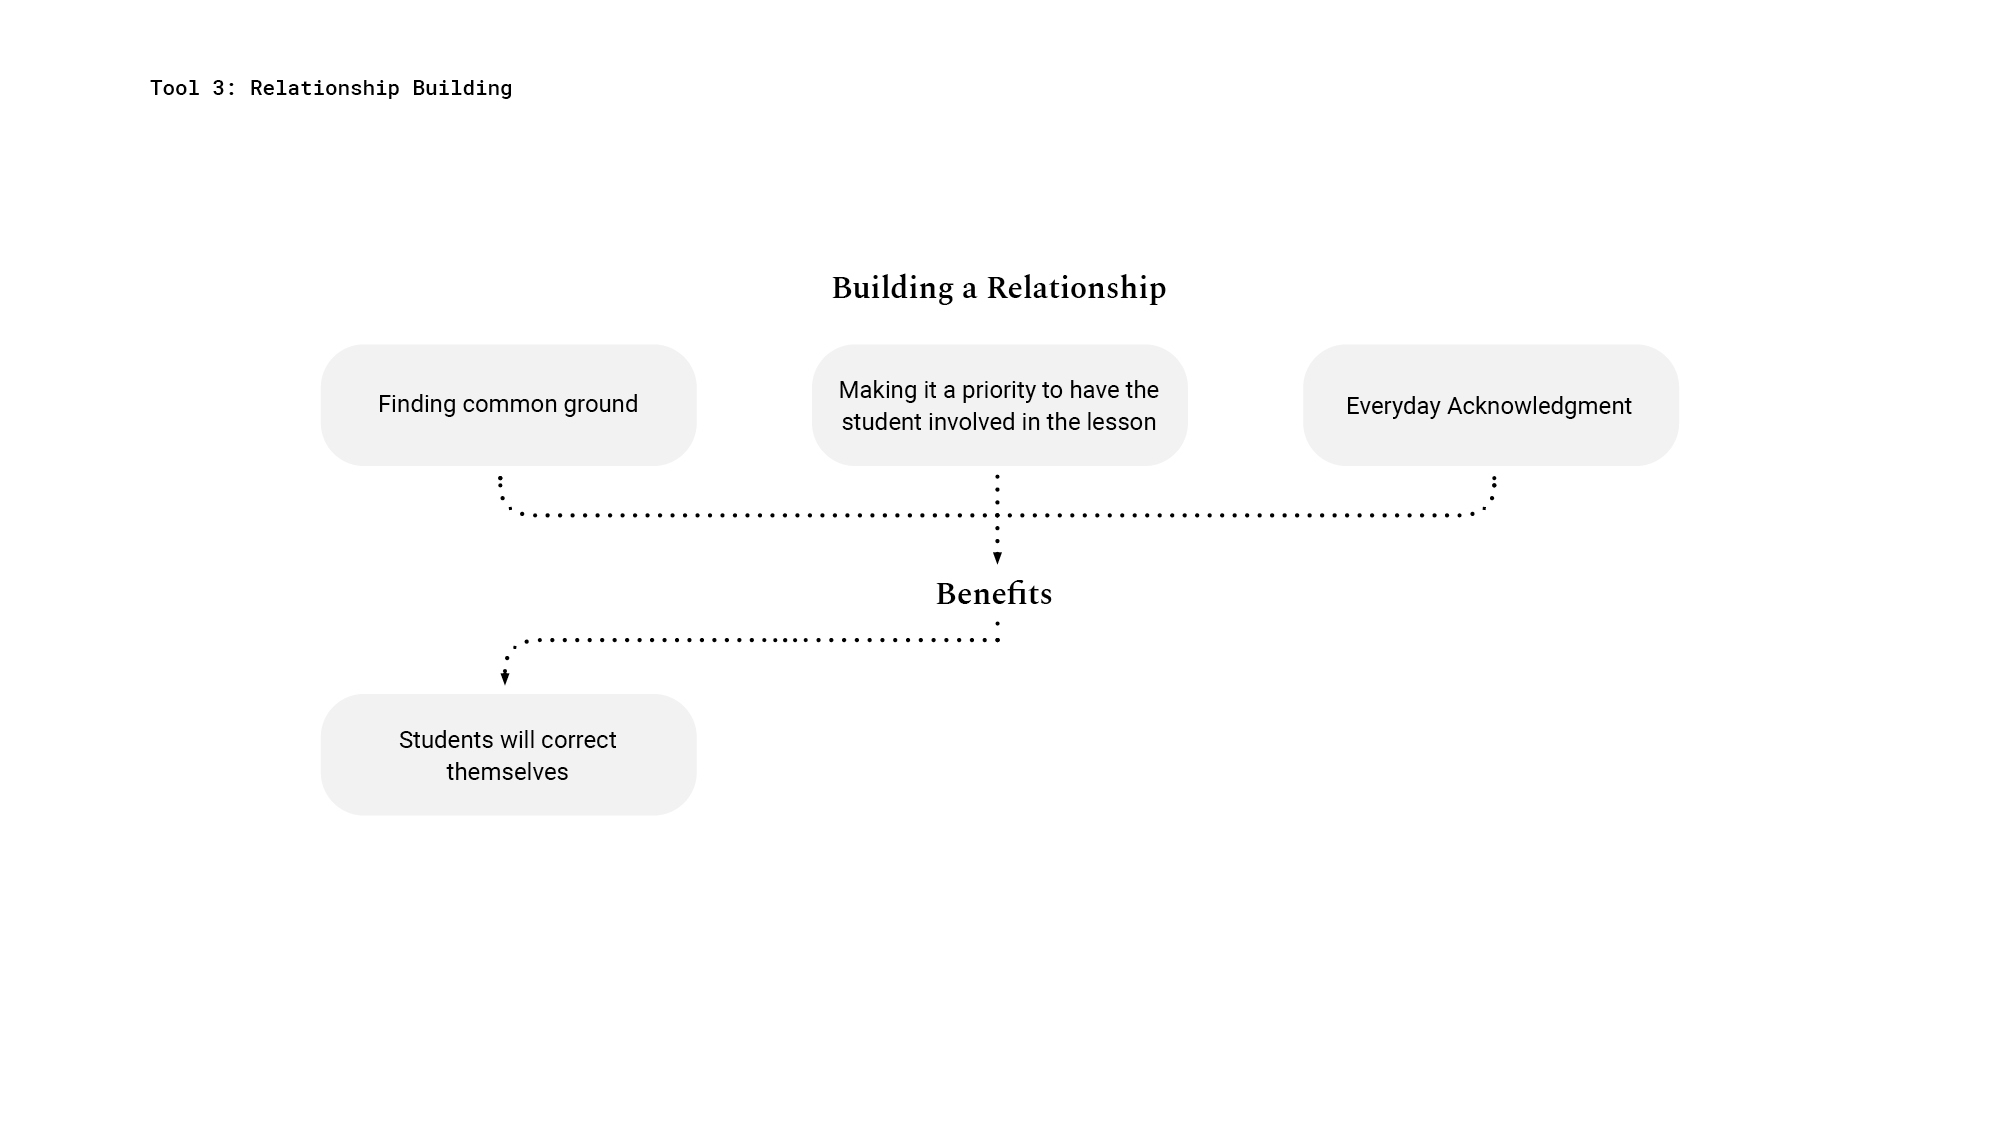 Tool 3: Relationship Building
Building a Relationship
Finding common ground
Making it a priority to have the
student involved in the lesson
Everyday Acknowledgment
Benefits
Students will correct
themselves